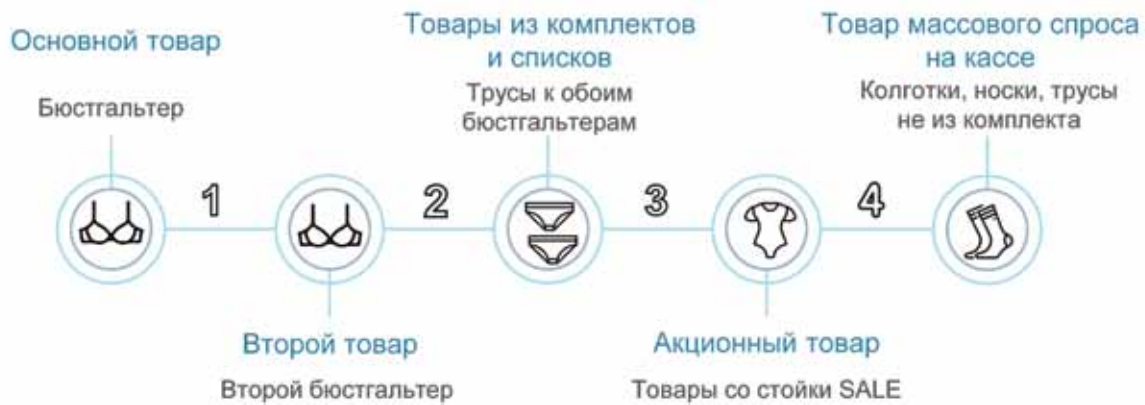 Основной товар
Бюстгальтер
Товары из комплектов
и списков
Трусы к обоим
бюстгальтерам
Товар массового спроса
на кассе
Колготки, носки, трусы
не из комплекта
1
2
3
4
Второй товар
Второй бюстгальтер
Акционный товар
Товары со стойки SALE